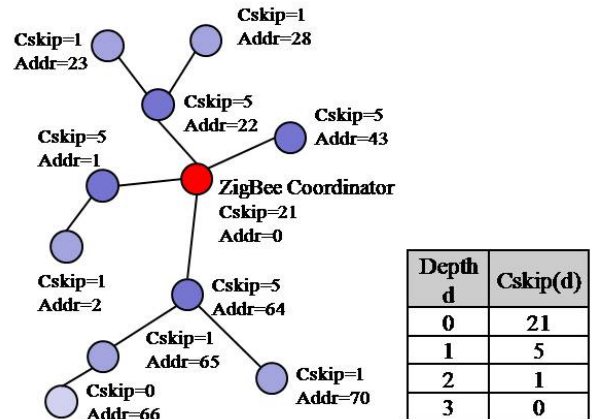 Cskip=1
Addr=28
Cskip=1
Addr=23
Cskip=5
Addr=22
Cskip=5
Addr=43
Cskip=5
Addr=1
ZigBee Coordinator
Cskip=21
Addr=0
Cskip=1
Addr=2
Cskip=5
Addr=64
Cskip=1
Addr=65
Cskip=1
Addr=70
Cskip=0
Addr=66
Depth d Cskip(d)
0 21
1 5
2 1
3 0